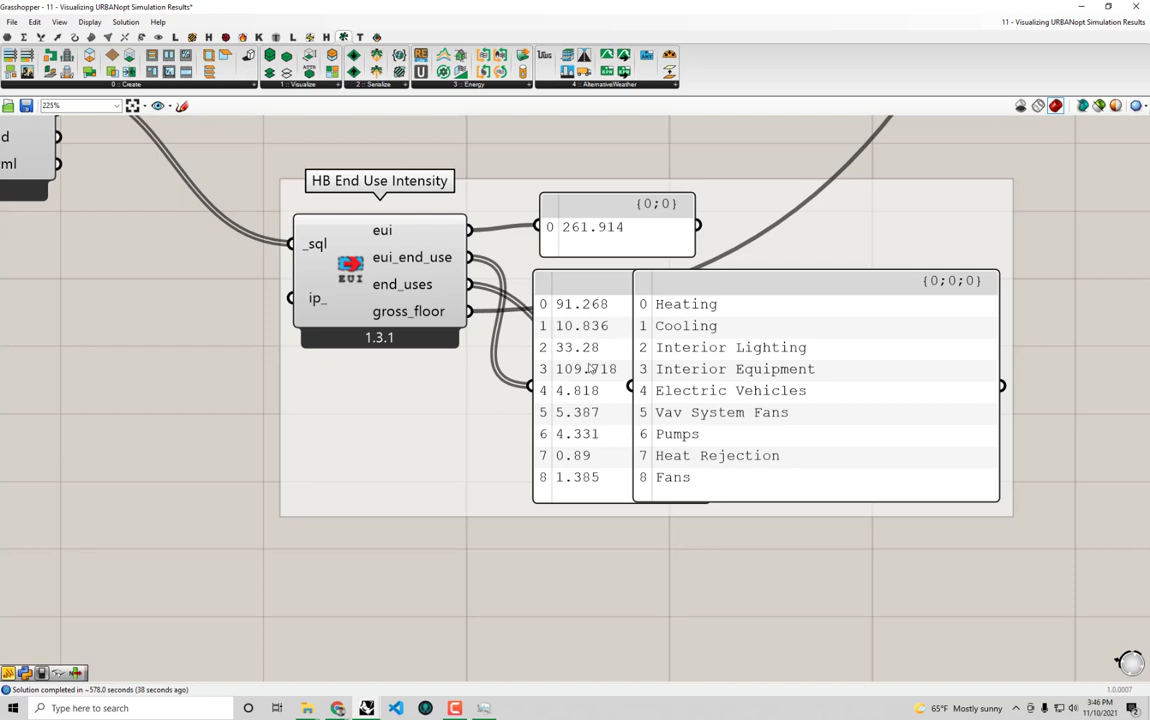 Grasshopper - 11 - Visualizing URBANopt Simulation Results*
File Edit View Display Solution Help
11 - Visualizing URBANopt Simulation Results*
0 :: Create
1 :: Visualize
2 :: Serialize
3 :: Energy
4 :: AlternativeWeather
225%
d
ml
HB End Use Intensity
_sql
ip_
EUI
eui
eui_end_use
end_uses
gross_floor
1.3.1
{0;0}
0 261.914
{0;0;0}
0 91.268 0 Heating
1 10.836 1 Cooling
2 33.28 2 Interior Lighting
3 109.718 3 Interior Equipment
4 4.818 4 Electric Vehicles
5 5.387 5 Vav System Fans
6 4.331 6 Pumps
7 0.89 7 Heat Rejection
8 1.385 8 Fans
Solution completed in ~578.0 seconds (38 seconds ago)
1.0.0007
Type here to search
65°F Mostly sunny
3:46 PM
11/10/2021
2